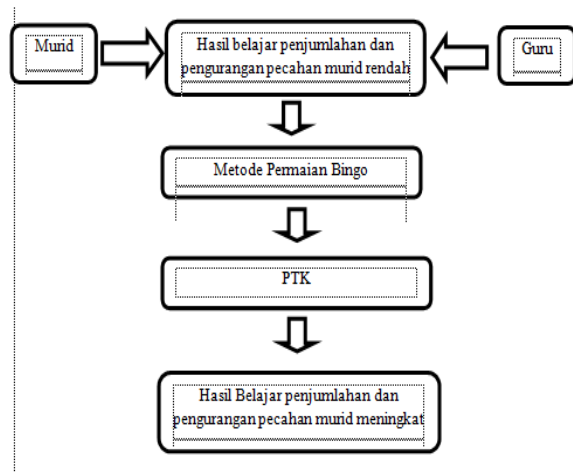 Murid
Hasil belajar penjumlahan dan
pengurangan pecahan murid rendah
Guru
Metode Permaian Bingo
PTK
Hasil Belajar penjumlahan dan
pengurangan pecahan murid meningkat